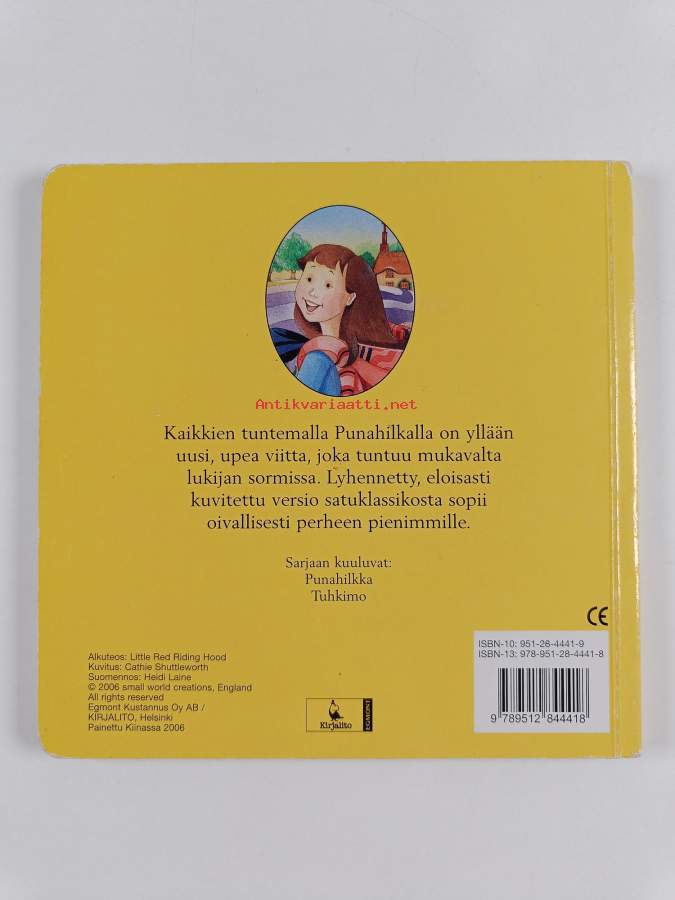 Antikvariaatti.net
Kaikkien tuntemalla Punahilkalla on yllään
uusi, upea viitta, joka tuntuu mukavalta
lukijan sormissa. Lyhennetty, eloisasti
kuvitettu versio satuklassikosta sopii
oivallisesti perheen pienimmille.
Sarjaan kuuluvat:
Punahilkka
Tuhkimo
CE
Alkuteos: Little Red Riding Hood
Kuvitus: Cathie Shuttleworth
Suomennos: Heidi Laine
© 2006 small world creations, England
All rights reserved
Egmont Kustannus Oy AB /
KIRJALITO, Helsinki
Painettu Kiinassa 2006
Kirjalito
EGMONT
ISBN-10: 951-28-4441-9
ISBN-13: 978-951-28-4441-8
9 789512 844418